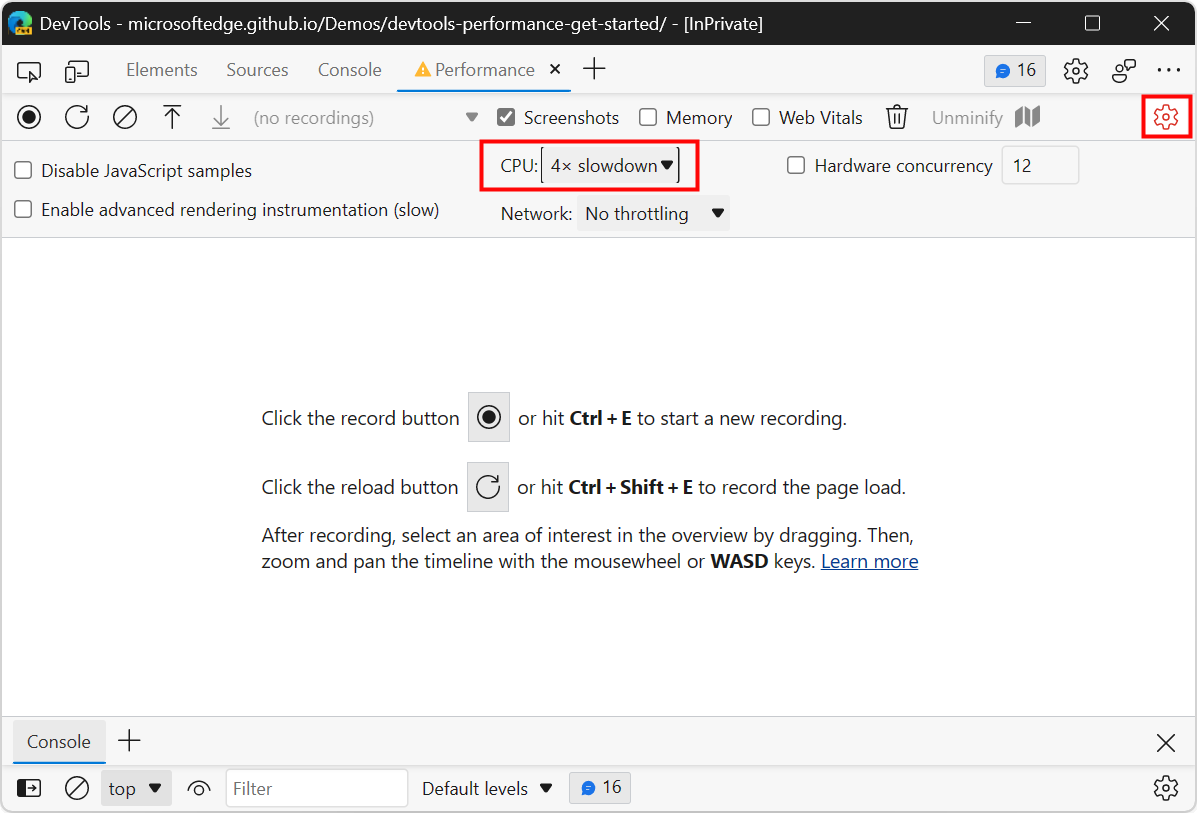 DevTools - microsoftedge.github.io/Demos/devtools-performance-get-started/ - [InPrivate]
Elements Sources Console Performance 16
(no recordings) Screenshots Memory Web Vitals Unminify
Disable JavaScript samples CPU: 4× slowdown Hardware concurrency 12
Enable advanced rendering instrumentation (slow) Network: No throttling
Click the record button or hit Ctrl + E to start a new recording.
Click the reload button or hit Ctrl + Shift + E to record the page load.
After recording, select an area of interest in the overview by dragging. Then,
zoom and pan the timeline with the mousewheel or WASD keys. Learn more
Console
top Filter Default levels 16